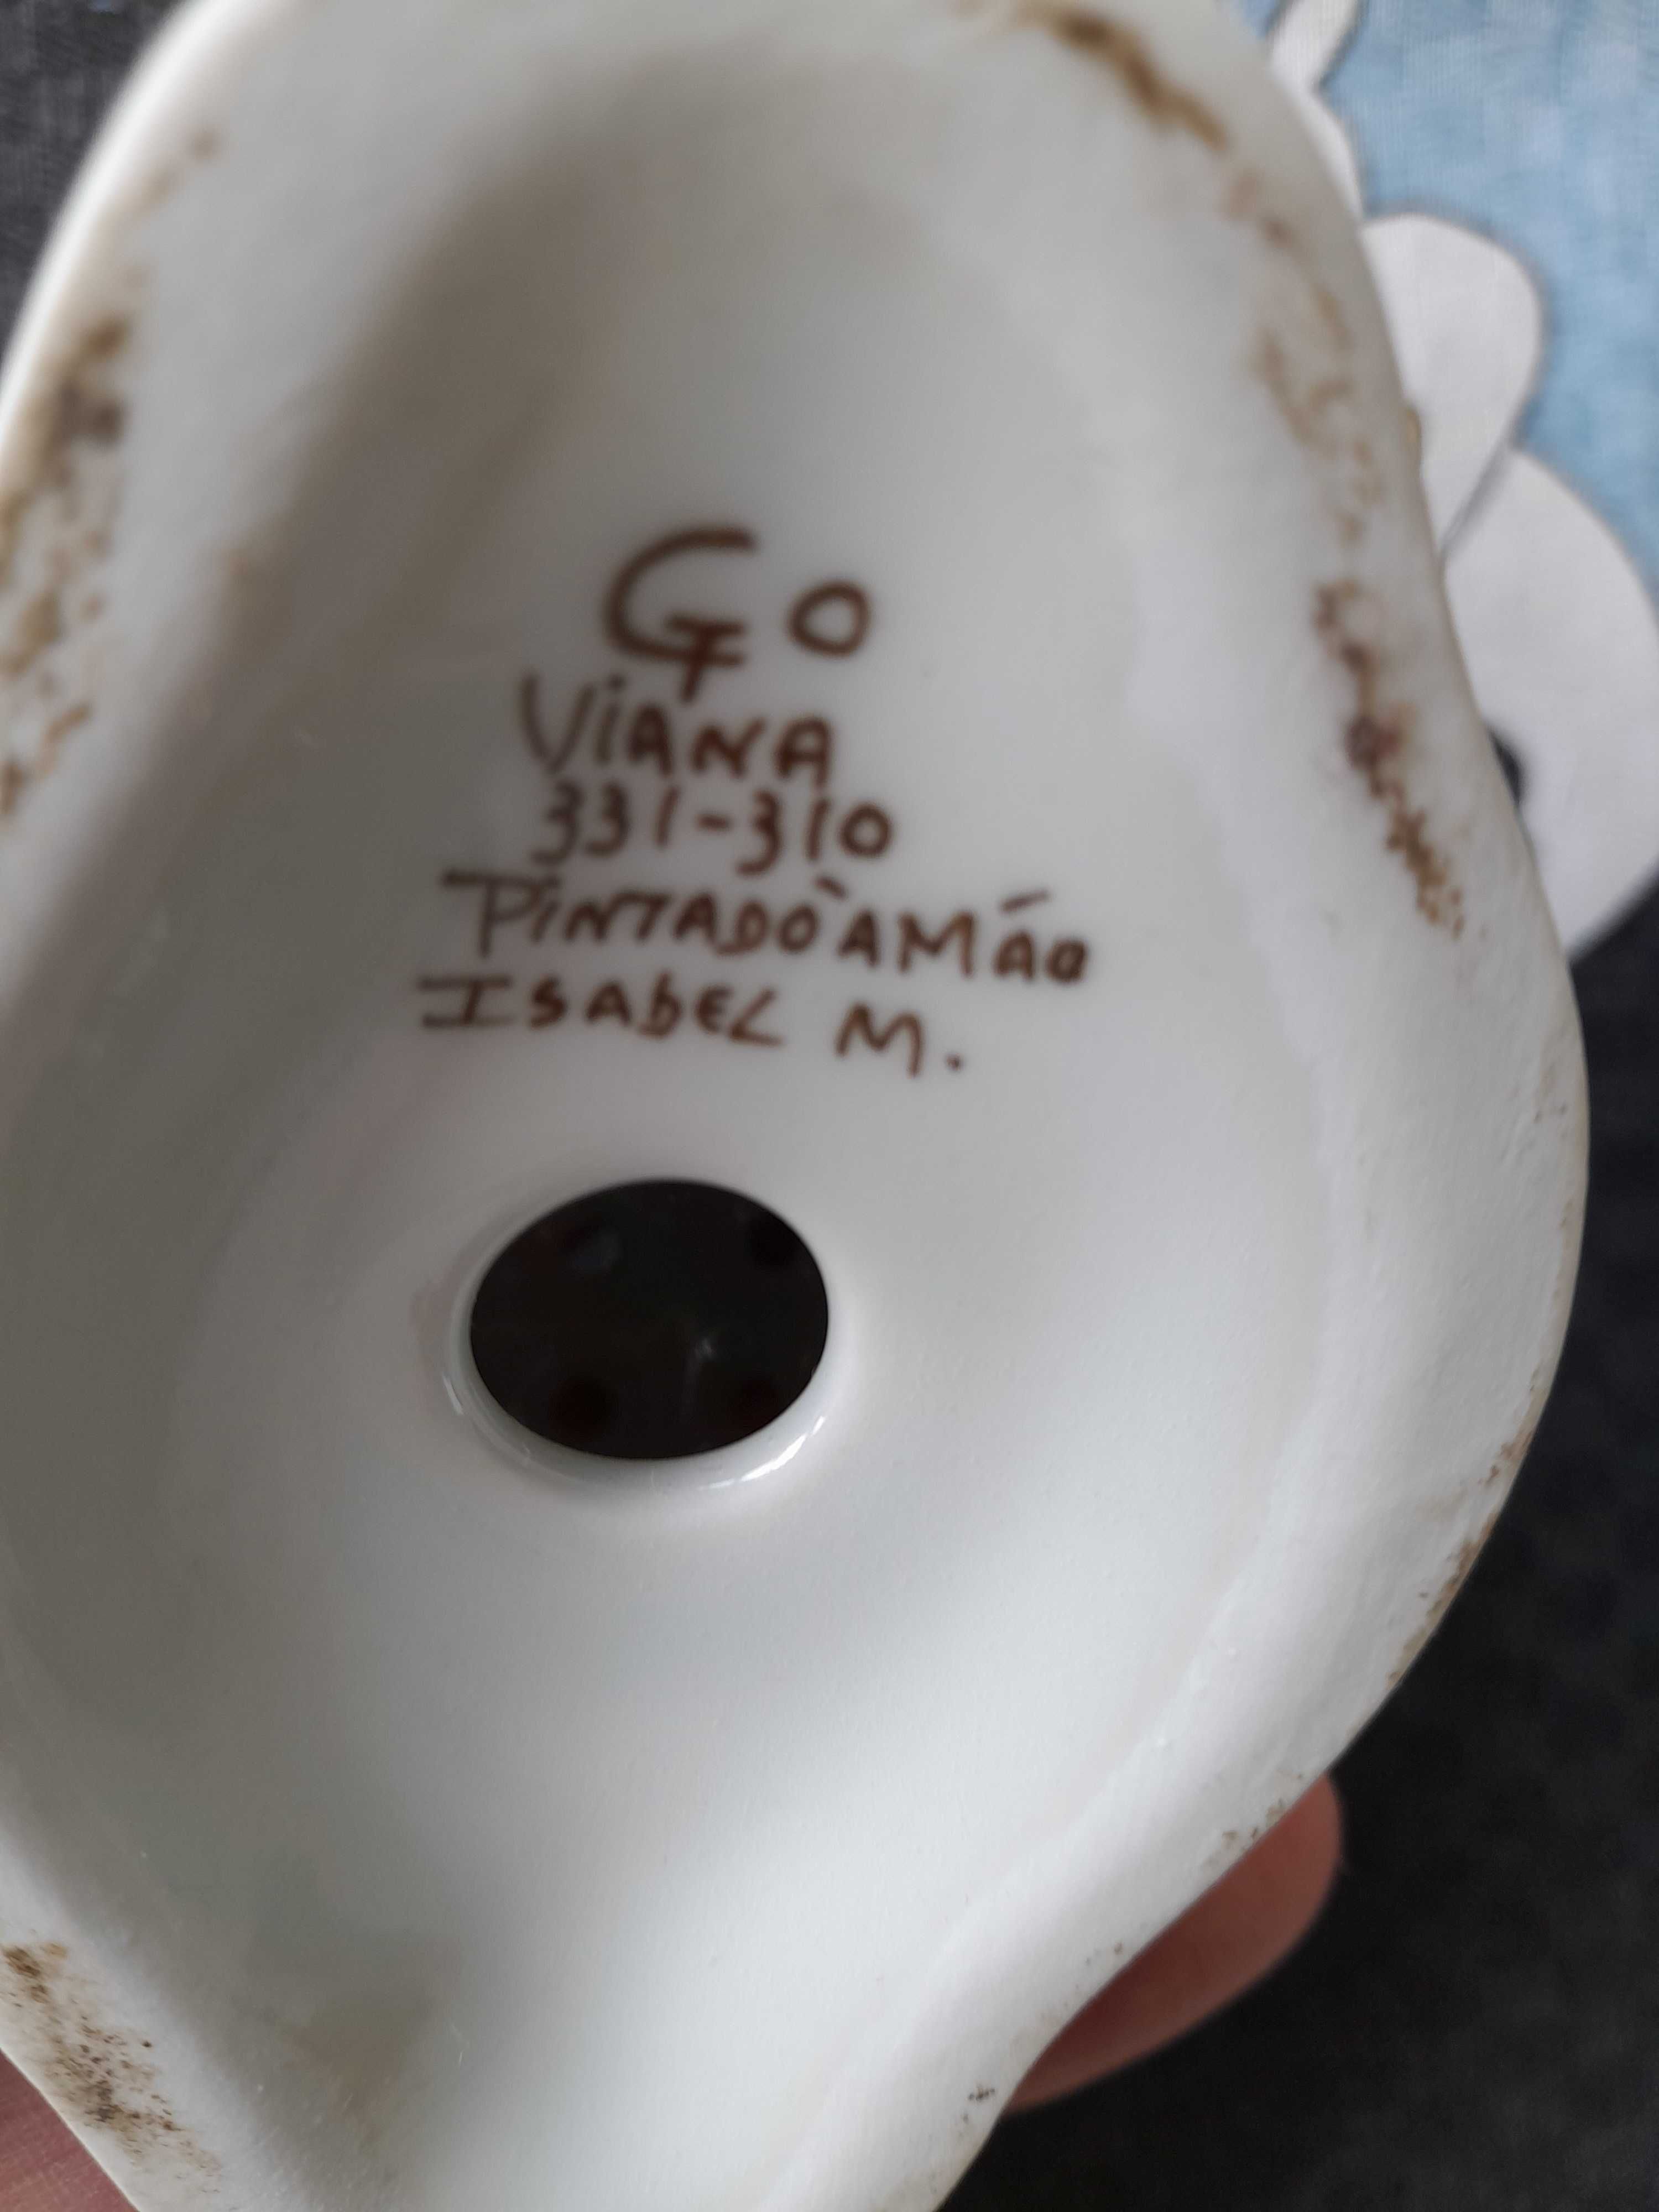 Go
ViANA
331-310
PiNTADO À MÃO
ISAbEL M.